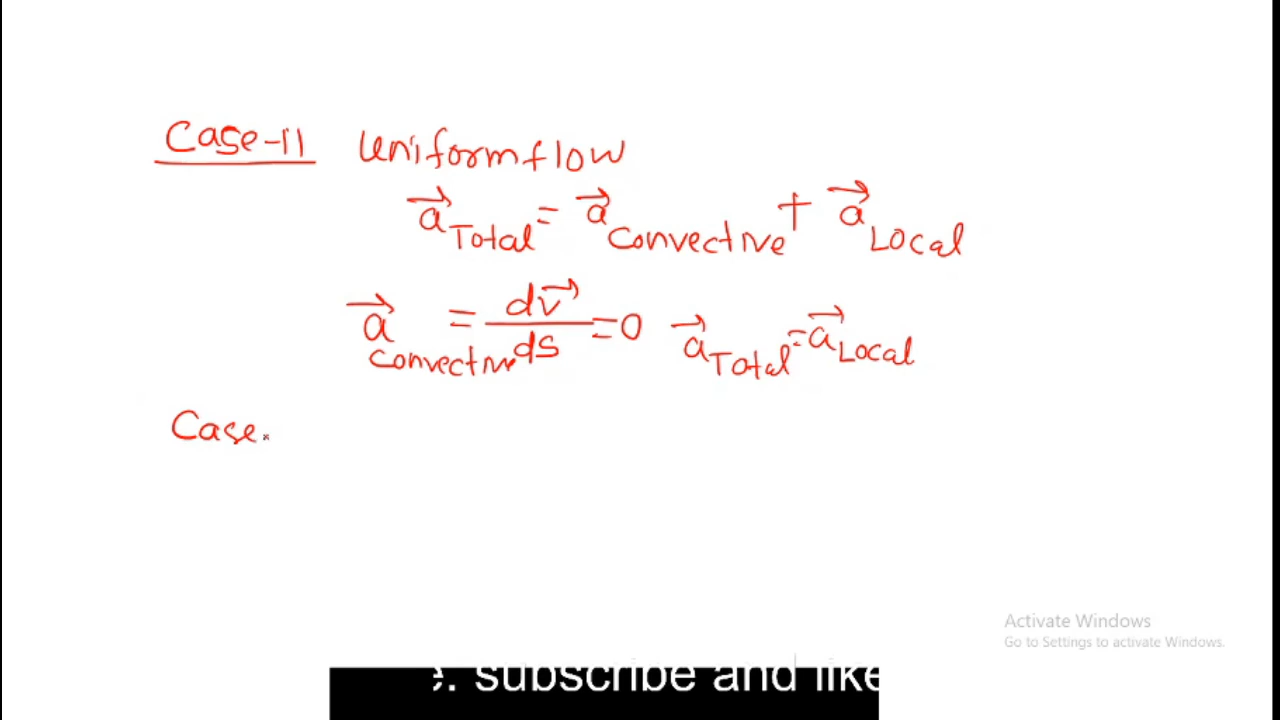 Case-II uniform flow
a⃗ Total = a⃗ Convective + a⃗ Local
a⃗ Convective = dv⃗/ds = 0 a⃗ Total = a⃗ Local
Case.
Activate Windows
Go to Settings to activate Windows.
e. subscribe and like